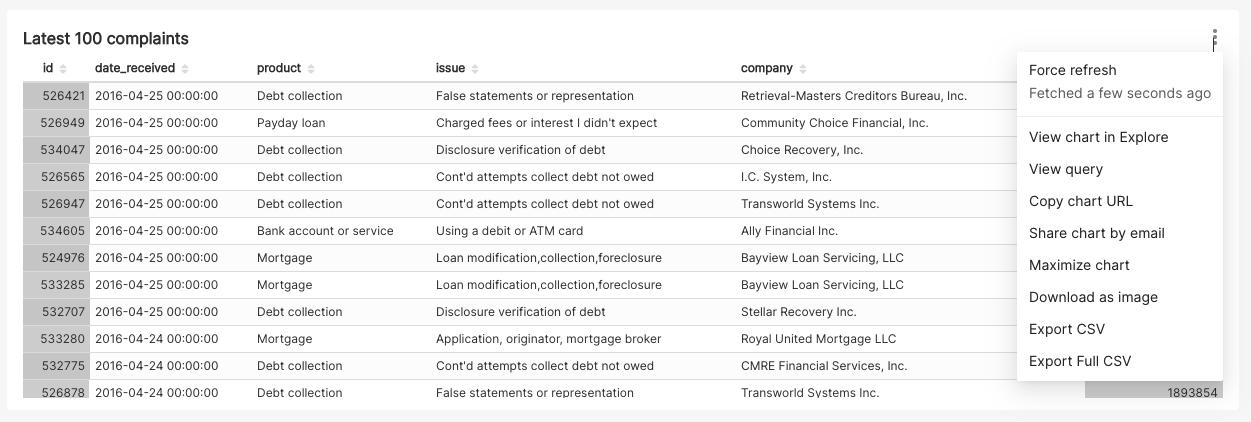 Latest 100 complaints
id date_received product issue company
526421 2016-04-25 00:00:00 Debt collection False statements or representation Retrieval-Masters Creditors Bureau, Inc.
526949 2016-04-25 00:00:00 Payday loan Charged fees or interest I didn't expect Community Choice Financial, Inc.
534047 2016-04-25 00:00:00 Debt collection Disclosure verification of debt Choice Recovery, Inc.
526565 2016-04-25 00:00:00 Debt collection Cont'd attempts collect debt not owed I.C. System, Inc.
526947 2016-04-25 00:00:00 Debt collection Cont'd attempts collect debt not owed Transworld Systems Inc.
534605 2016-04-25 00:00:00 Bank account or service Using a debit or ATM card Ally Financial Inc.
524976 2016-04-25 00:00:00 Mortgage Loan modification,collection,foreclosure Bayview Loan Servicing, LLC
533285 2016-04-25 00:00:00 Mortgage Loan modification,collection,foreclosure Bayview Loan Servicing, LLC
532707 2016-04-25 00:00:00 Debt collection Disclosure verification of debt Stellar Recovery Inc.
533280 2016-04-24 00:00:00 Mortgage Application, originator, mortgage broker Royal United Mortgage LLC
532775 2016-04-24 00:00:00 Debt collection Cont'd attempts collect debt not owed CMRE Financial Services, Inc.
526878 2016-04-24 00:00:00 Debt collection False statements or representation Transworld Systems Inc. 1893854
Force refresh
Fetched a few seconds ago
View chart in Explore
View query
Copy chart URL
Share chart by email
Maximize chart
Download as image
Export CSV
Export Full CSV